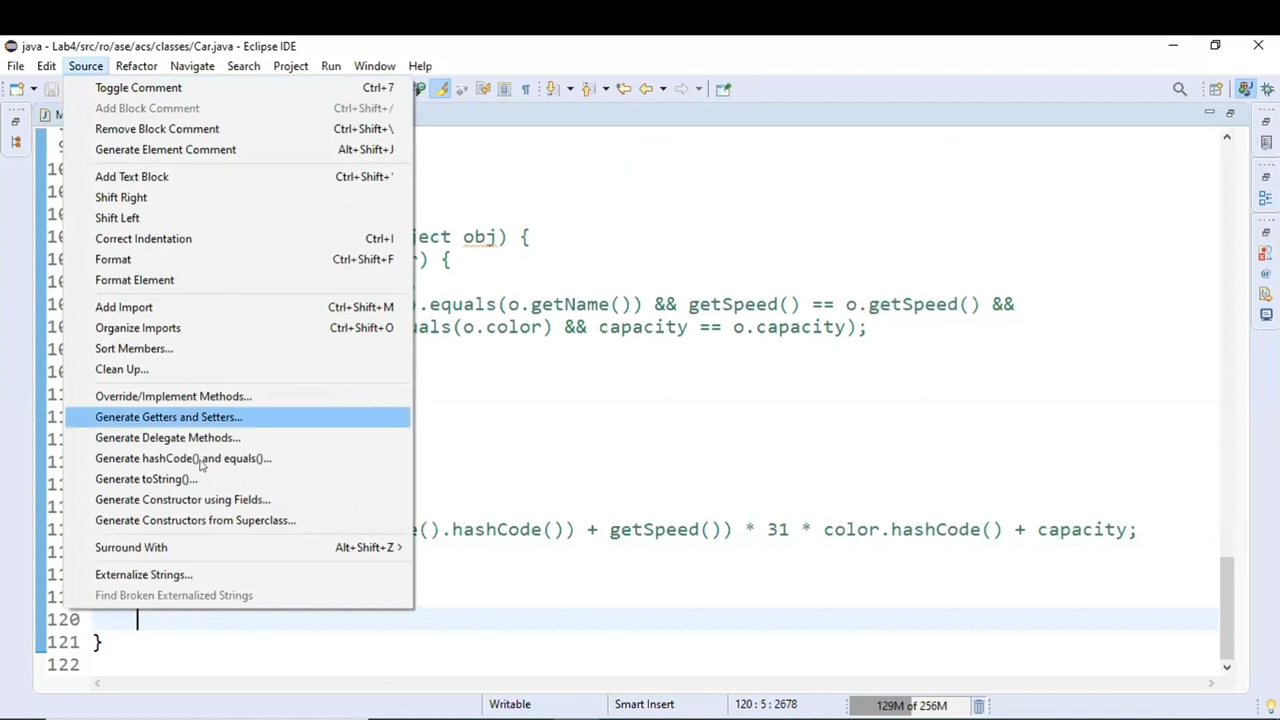 java - Lab4/src/ro/ase/acs/classes/Car.java - Eclipse IDE
File Edit Source Refactor Navigate Search Project Run Window Help
Toggle Comment Ctrl+7
Add Block Comment Ctrl+Shift+/
Remove Block Comment Ctrl+Shift+\
Generate Element Comment Alt+Shift+J
Add Text Block Ctrl+Shift+'
Shift Right
Shift Left
Correct Indentation Ctrl+I
Format Ctrl+Shift+F
Format Element
Add Import Ctrl+Shift+M
Organize Imports Ctrl+Shift+O
Sort Members...
Clean Up...
Override/Implement Methods...
Generate Getters and Setters...
Generate Delegate Methods...
Generate hashCode() and equals()...
Generate toString()...
Generate Constructor using Fields...
Generate Constructors from Superclass...
Surround With Alt+Shift+Z >
Externalize Strings...
Find Broken Externalized Strings
ject obj) {
) {
.equals(o.getName()) && getSpeed() == o.getSpeed() &&
uals(o.color) && capacity == o.capacity);
e().hashCode()) + getSpeed()) * 31 * color.hashCode() + capacity;
120
121 }
122
Writable Smart Insert 120 : 5 : 2678 129M of 256M